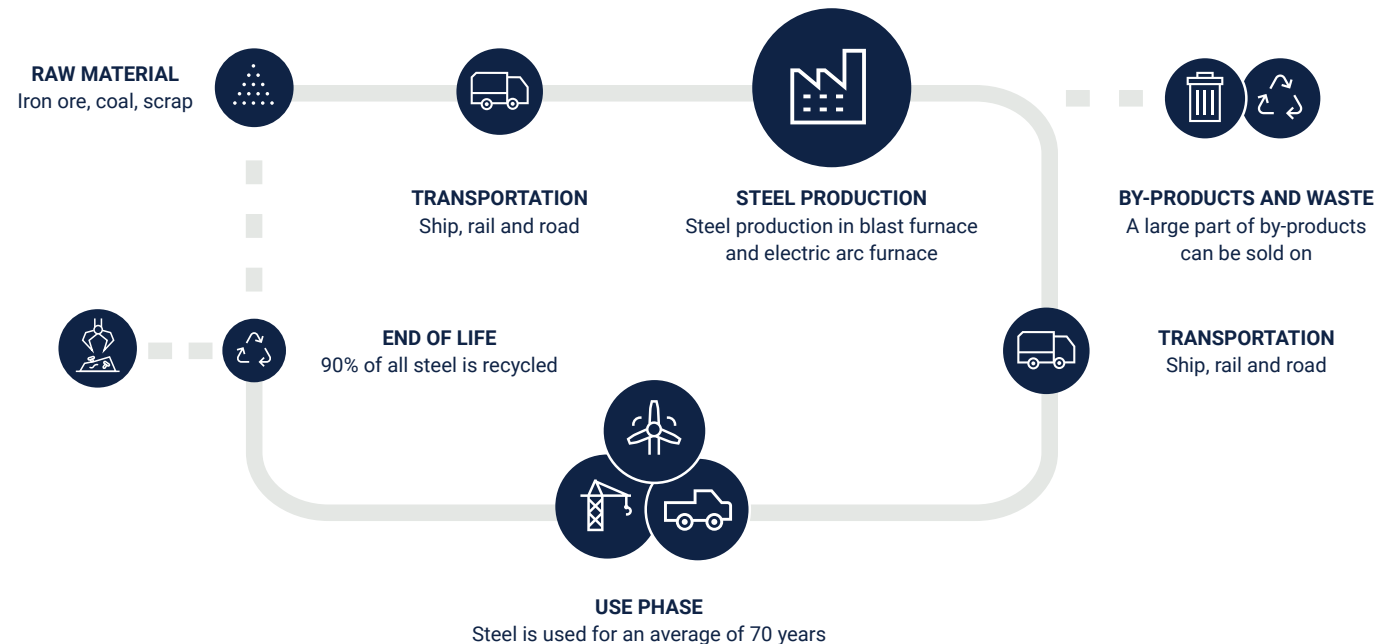 RAW MATERIAL
Iron ore, coal, scrap
TRANSPORTATION
Ship, rail and road
STEEL PRODUCTION
Steel production in blast furnace
and electric arc furnace
BY-PRODUCTS AND WASTE
A large part of by-products
can be sold on
END OF LIFE
90% of all steel is recycled
TRANSPORTATION
Ship, rail and road
USE PHASE
Steel is used for an average of 70 years